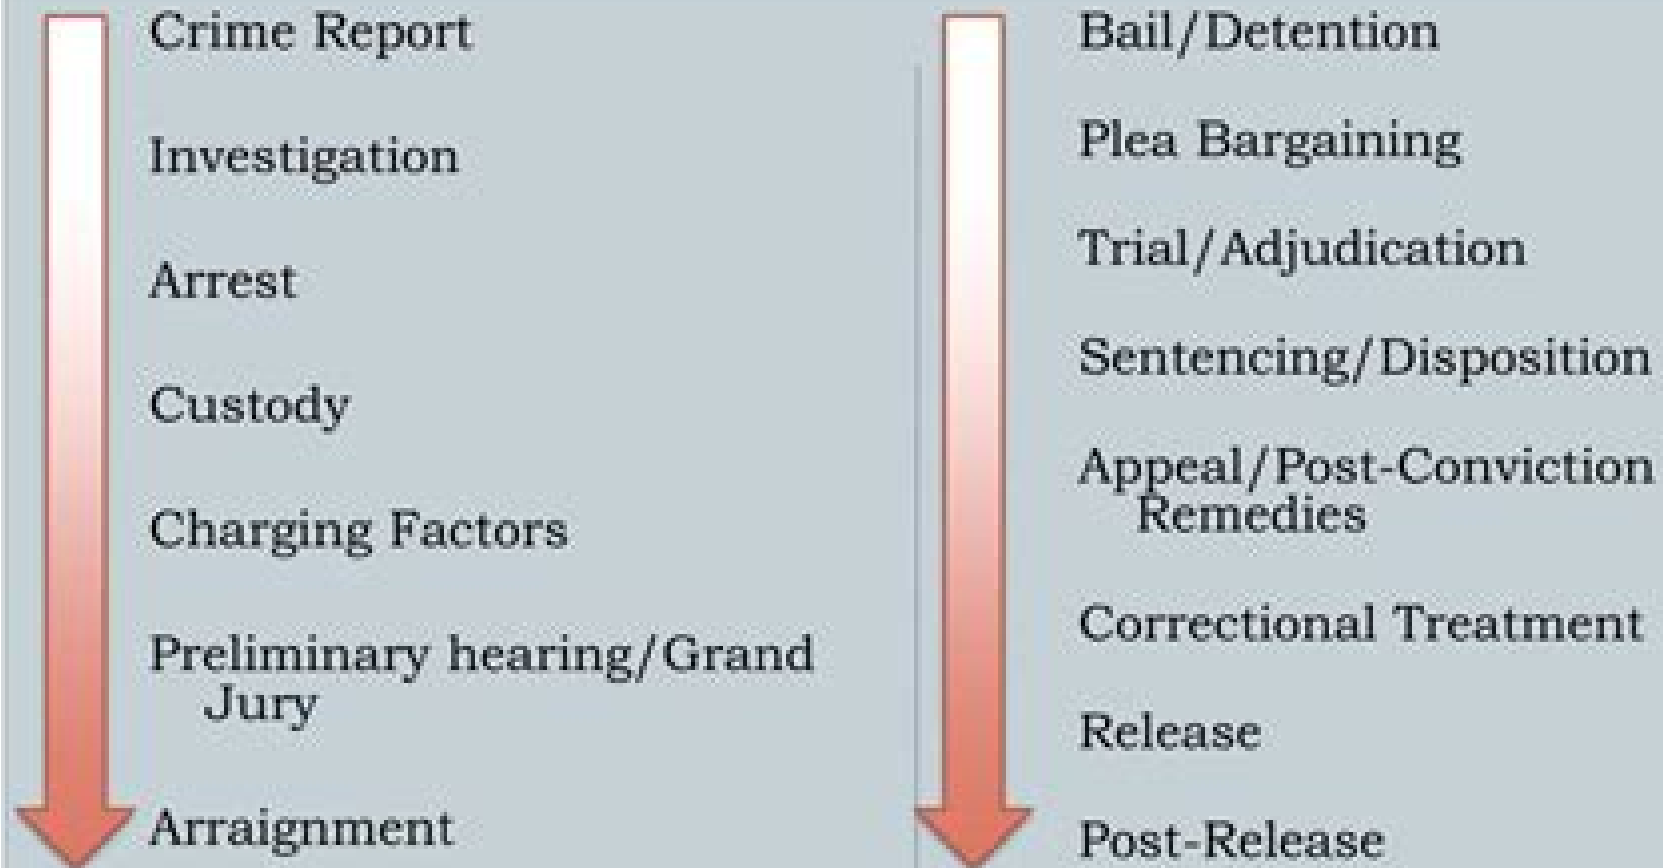 Crime Report
Investigation
Arrest
Custody
Charging Factors
Preliminary hearing/Grand
Jury
Arraignment
Bail/Detention
Plea Bargaining
Trial/Adjudication
Sentencing/Disposition
Appeal/Post-Conviction
Remedies
Correctional Treatment
Release
Post-Release